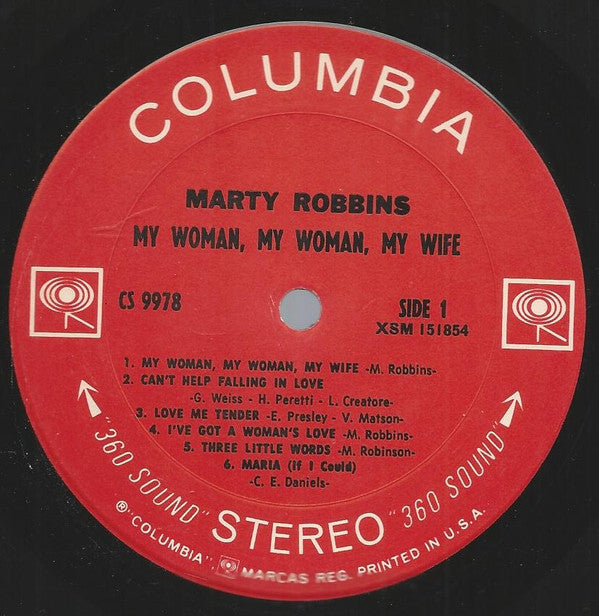 COLUMBIA
MARTY ROBBINS
MY WOMAN, MY WOMAN, MY WIFE
CS 9978
SIDE 1
XSM 151854
1. MY WOMAN, MY WOMAN, MY WIFE -M. Robbins-
2. CAN'T HELP FALLING IN LOVE
-G. Weiss - H. Peretti - L. Creatore-
3. LOVE ME TENDER -E. Presley - V. Matson-
4. I'VE GOT A WOMAN'S LOVE -M. Robbins-
5. THREE LITTLE WORDS -M. Robinson-
6. MARIA (If I Could)
-C. E. Daniels-
"360 SOUND" STEREO "360 SOUND"
®"COLUMBIA", MARCAS REG. PRINTED IN U.S.A.